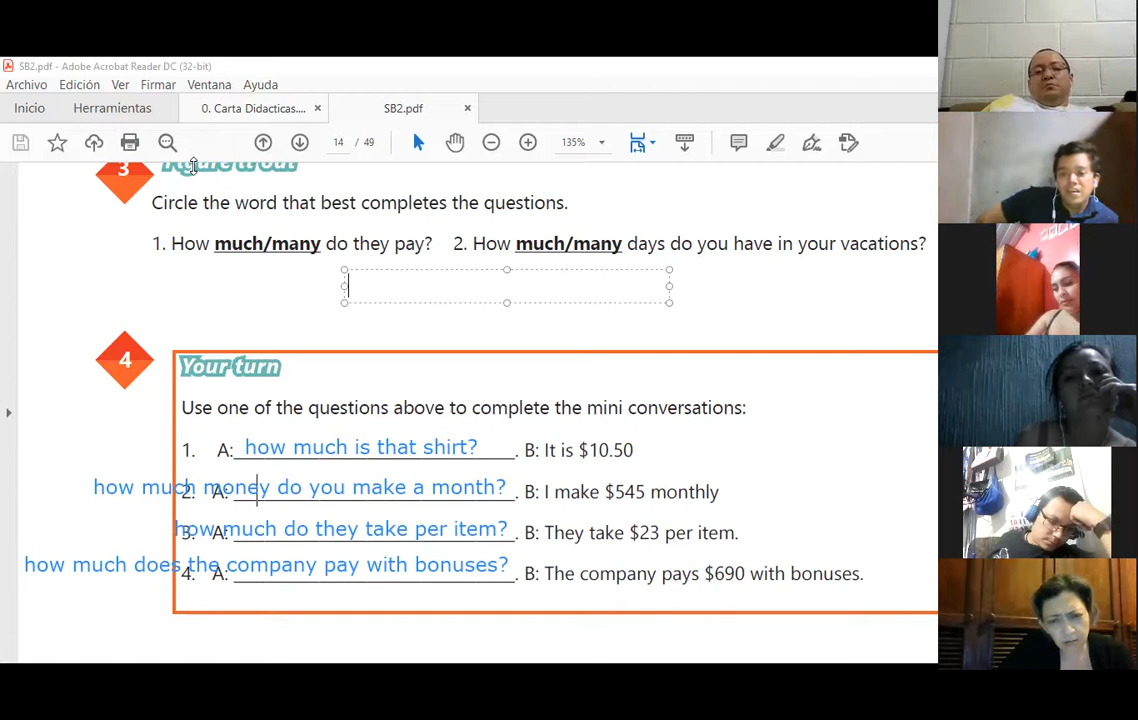 SB2.pdf - Adobe Acrobat Reader DC (32-bit)
Archivo Edición Ver Firmar Ventana Ayuda
Inicio Herramientas 0. Carta Didacticas.... × SB2.pdf ×
14 / 49 135%
3 Figure it out
Circle the word that best completes the questions.
1. How much/many do they pay? 2. How much/many days do you have in your vacations?
4 Your turn
Use one of the questions above to complete the mini conversations:
1. A: how much is that shirt? . B: It is $10.50
2. A: how much money do you make a month? . B: I make $545 monthly
3. A: how much do they take per item? . B: They take $23 per item.
4. A: how much does the company pay with bonuses? . B: The company pays $690 with bonuses.